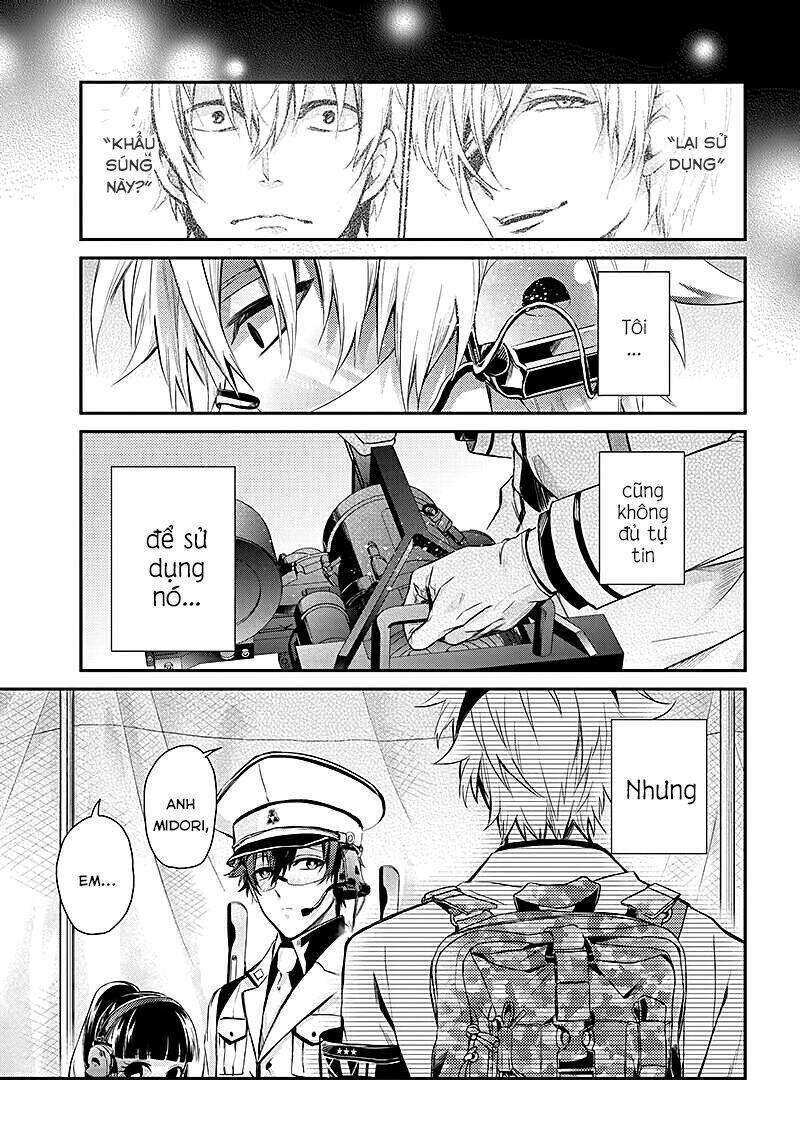 “LẠI SỬ
DỤNG”
“KHẨU
SÚNG
NÀY?”
Tôi
...
cũng
không
đủ tự
tin
để sử
dụng
nó...
Nhưng
ANH
MIDORI,
EM...